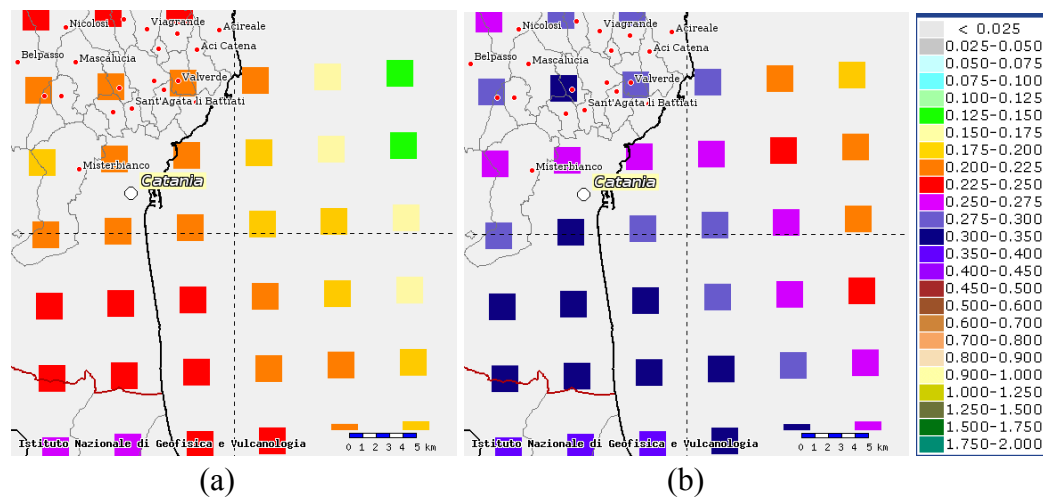 Nicolosi
Viagrande
Acireale
Aci Catena
Belpasso
Mascalucia
Valverde
Sant'Agata di Battiati
Misterbianco
Catania
Istituto Nazionale di Geofisica e Vulcanologia
0 1 2 3 4 5 km
(a)
Nicolosi
Viagrande
Acireale
Aci Catena
Belpasso
Mascalucia
Valverde
Sant'Agata di Battiati
Misterbianco
Catania
Istituto Nazionale di Geofisica e Vulcanologia
0 1 2 3 4 5 km
(b)
< 0.025
0.025-0.050
0.050-0.075
0.075-0.100
0.100-0.125
0.125-0.150
0.150-0.175
0.175-0.200
0.200-0.225
0.225-0.250
0.250-0.275
0.275-0.300
0.300-0.350
0.350-0.400
0.400-0.450
0.450-0.500
0.500-0.600
0.600-0.700
0.700-0.800
0.800-0.900
0.900-1.000
1.000-1.250
1.250-1.500
1.500-1.750
1.750-2.000